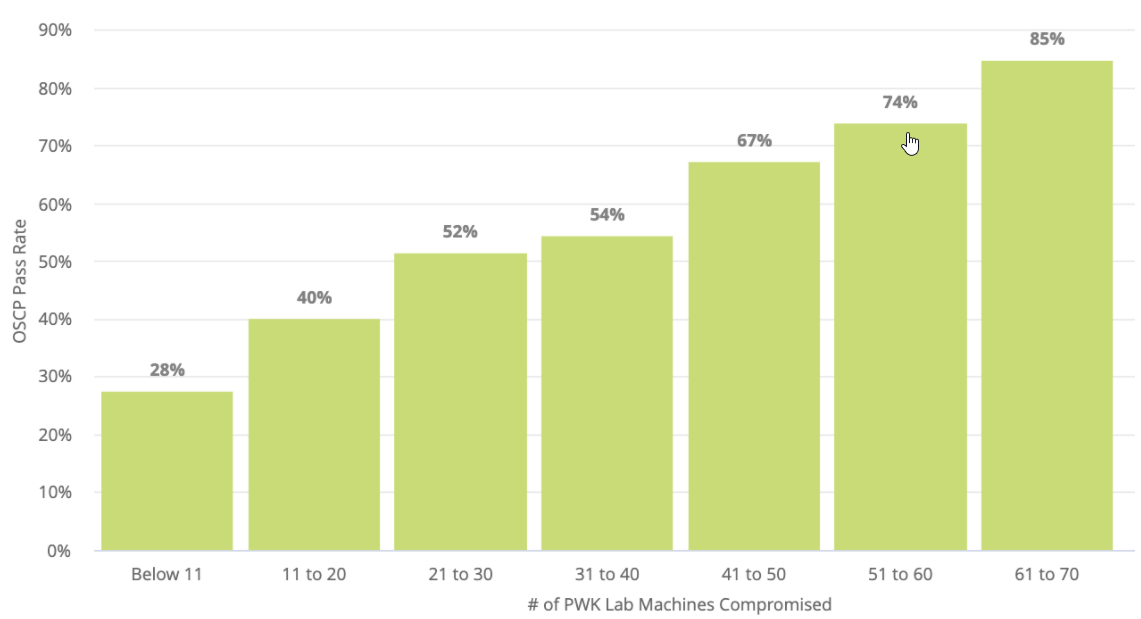 90%
80%
70%
60%
50%
40%
30%
20%
10%
0%
OSCP Pass Rate
28%
40%
52%
54%
67%
74%
85%
Below 11
11 to 20
21 to 30
31 to 40
41 to 50
51 to 60
61 to 70
# of PWK Lab Machines Compromised